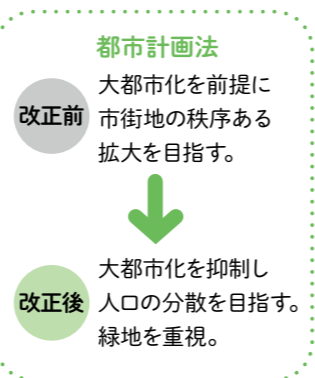 都市計画法
改正前
大都市化を前提に
市街地の秩序ある
拡大を目指す。
改正後
大都市化を抑制し
人口の分散を目指す。
緑地を重視。